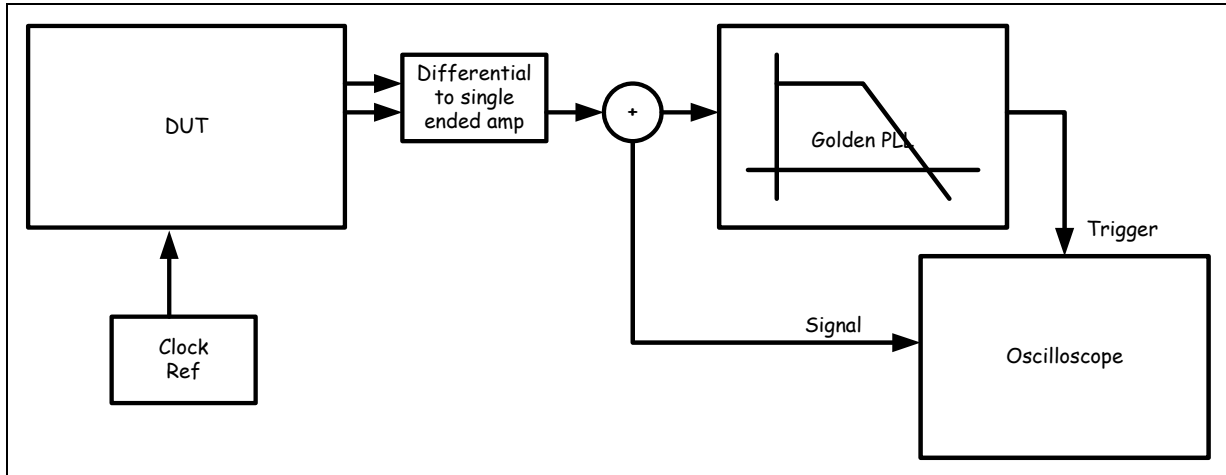 DUT
Differential
to single
ended amp
+
Golden PLL
Trigger
Clock
Ref
Signal
Oscilloscope